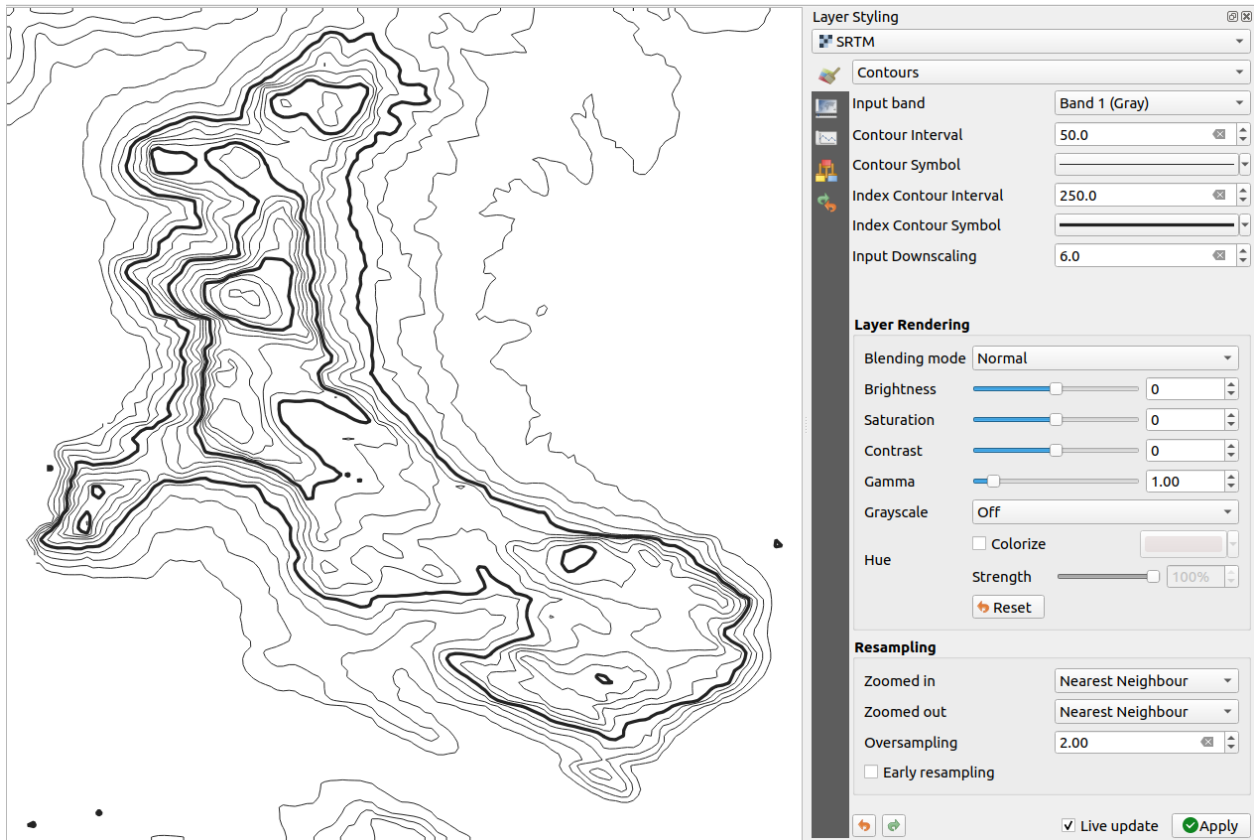 Layer Styling
SRTM
Contours
Input band Band 1 (Gray)
Contour Interval 50.0
Contour Symbol
Index Contour Interval 250.0
Index Contour Symbol
Input Downscaling 6.0
Layer Rendering
Blending mode Normal
Brightness 0
Saturation 0
Contrast 0
Gamma 1.00
Grayscale Off
Hue
Colorize
Strength 100%
Reset
Resampling
Zoomed in Nearest Neighbour
Zoomed out Nearest Neighbour
Oversampling 2.00
Early resampling
Live update Apply